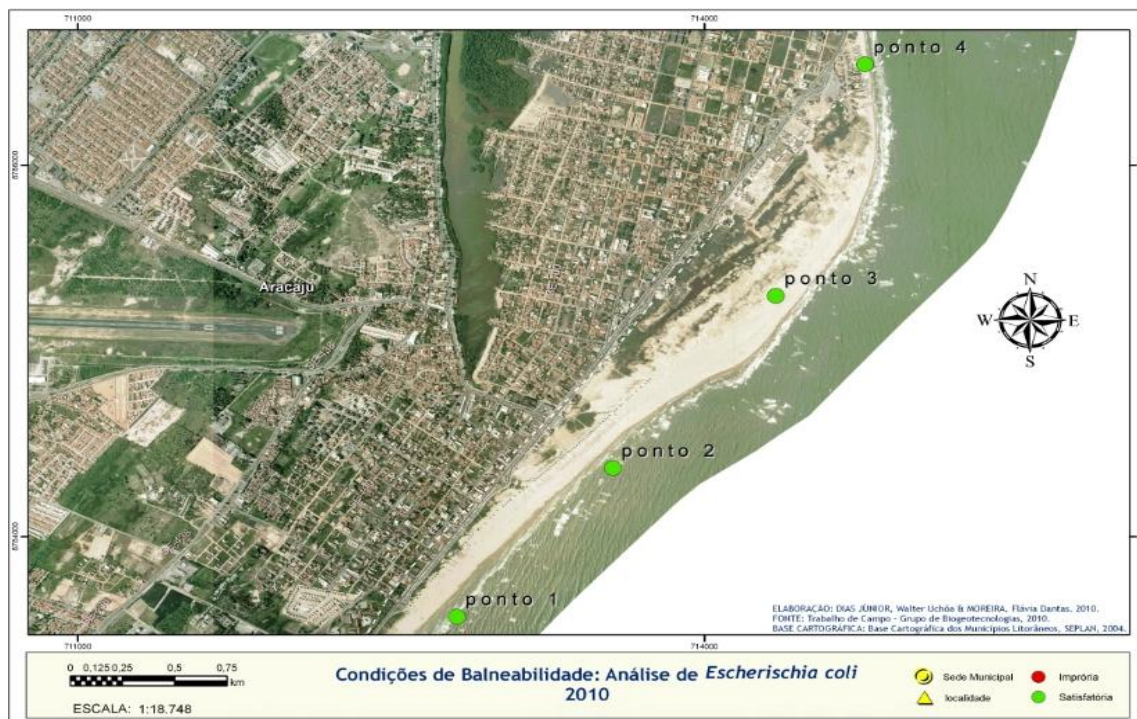 711000
714000
ponto 4
8786000
ponto 3
Aracaju
N
W E
S
ponto 2
8784000
ponto 1
ELABORAÇÃO: DIAS JÚNIOR, Walter Uchôa & MOREIRA, Flávia Dantas, 2010.
FONTE: Trabalho de Campo - Grupo de Biogeotecnologias, 2010.
BASE CARTOGRÁFICA: Base Cartográfica dos Municípios Litorâneos, SEPLAN, 2004.
711000
714000
0 0,125 0,25 0,5 0,75
km
ESCALA: 1:18.748
Condições de Balneabilidade: Análise de Escherischia coli
2010
Sede Municipal
localidade
Imprória
Satisfatória